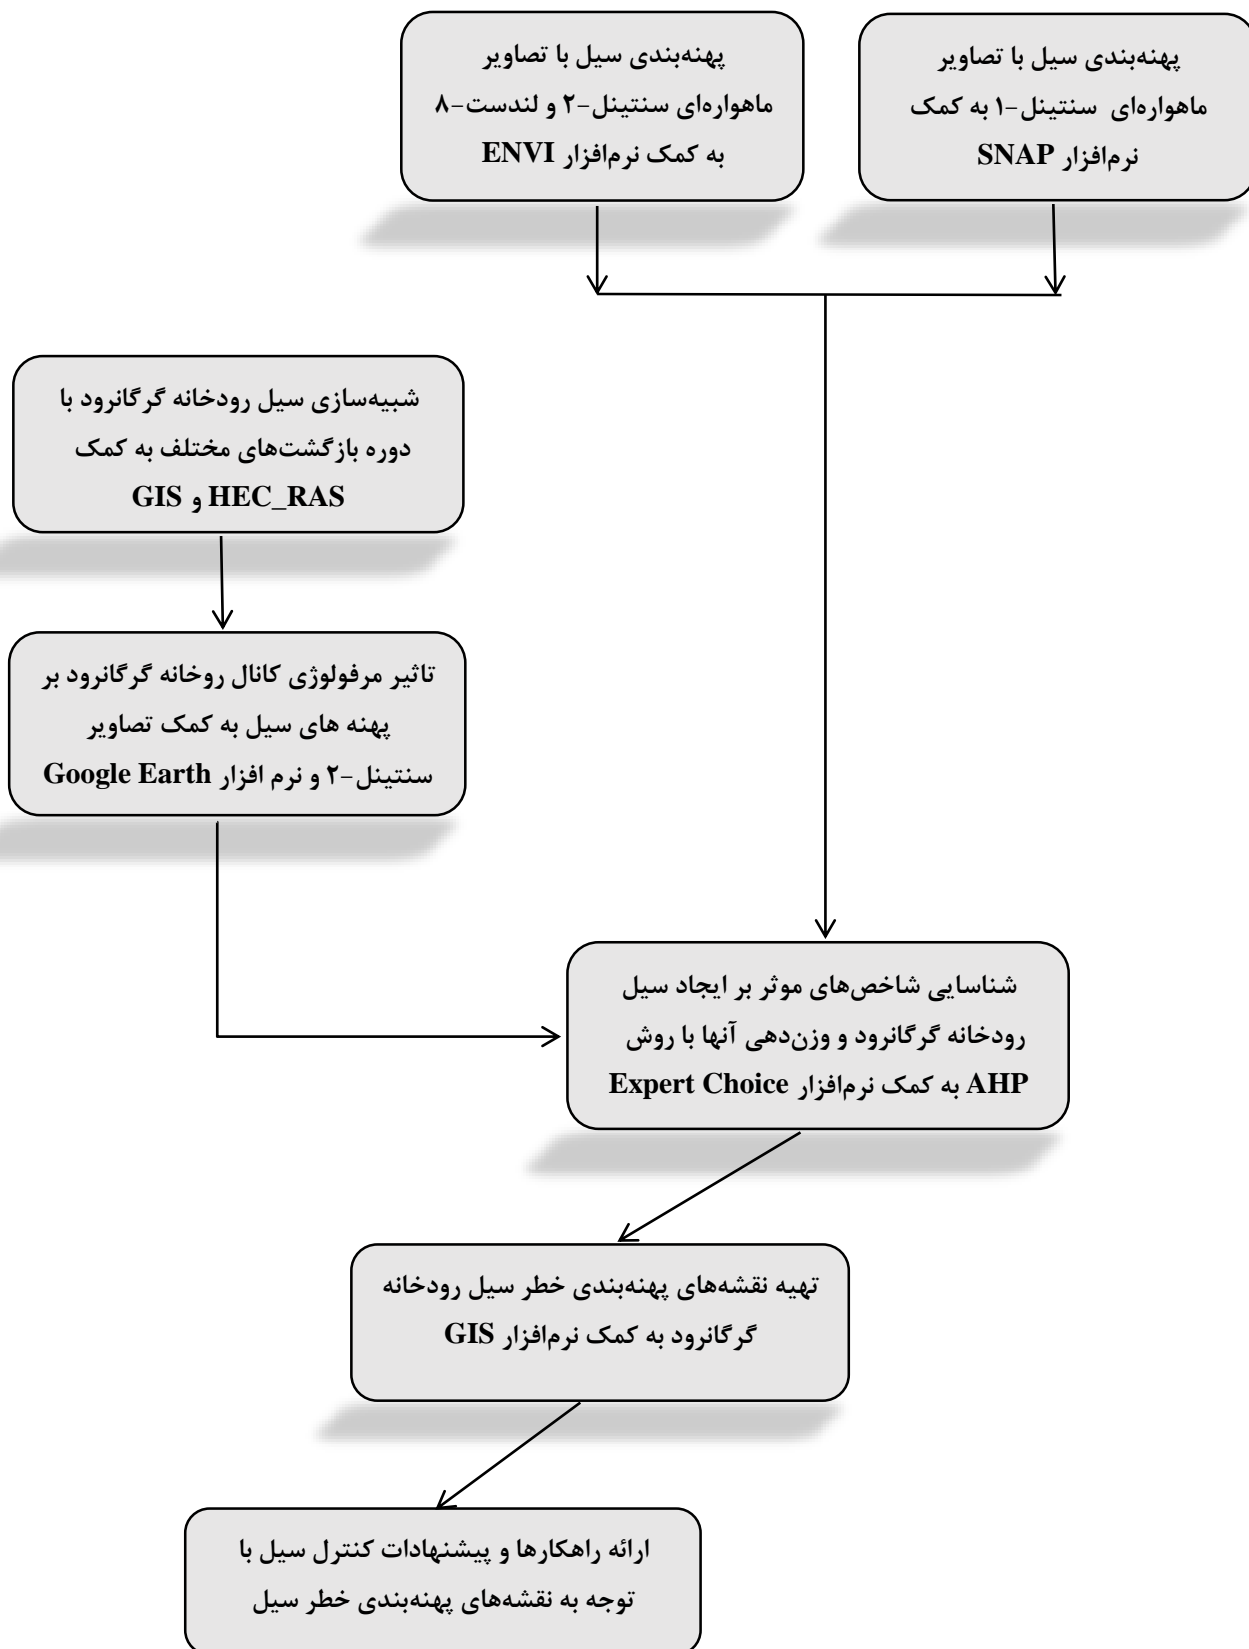 پهنه‌بندی سیل با تصاویر
ماهواره‌ای سنتینل-۱ به کمک
نرم‌افزار SNAP
پهنه‌بندی سیل با تصاویر
ماهواره‌ای سنتینل-۲ و لندست-۸
به کمک نرم‌افزار ENVI
شبیه‌سازی سیل رودخانه گرگانرود با
دوره بازگشت‌های مختلف به کمک
HEC_RAS و GIS
تاثیر مرفولوژی کانال روخانه گرگانرود بر
پهنه های سیل به کمک تصاویر
سنتینل-۲ و نرم افزار Google Earth
شناسایی شاخص‌های موثر بر ایجاد سیل
رودخانه گرگانرود و وزن‌دهی آنها با روش
AHP به کمک نرم‌افزار Expert Choice
تهیه نقشه‌های پهنه‌بندی خطر سیل رودخانه
گرگانرود به کمک نرم‌افزار GIS
ارائه راهکارها و پیشنهادات کنترل سیل با
توجه به نقشه‌های پهنه‌بندی خطر سیل